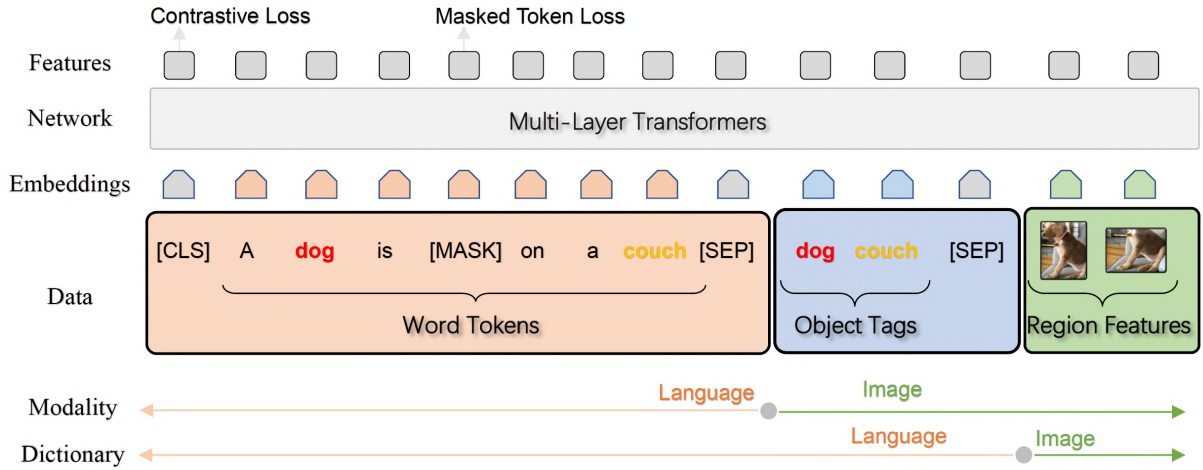 Contrastive Loss Masked Token Loss
Features
Network Multi-Layer Transformers
Embeddings
Data [CLS] A dog is [MASK] on a couch [SEP] dog couch [SEP]
Word Tokens Object Tags Region Features
Modality Language Image
Dictionary Language Image